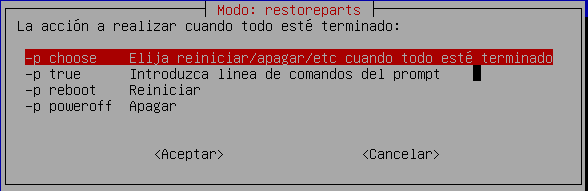 Modo: restoreparts
La acción a realizar cuando todo esté terminado:
-p choose Elija reiniciar/apagar/etc cuando todo esté terminado
-p true Introduzca linea de comandos del prompt
-p reboot Reiniciar
-p poweroff Apagar
<Aceptar> <Cancelar>